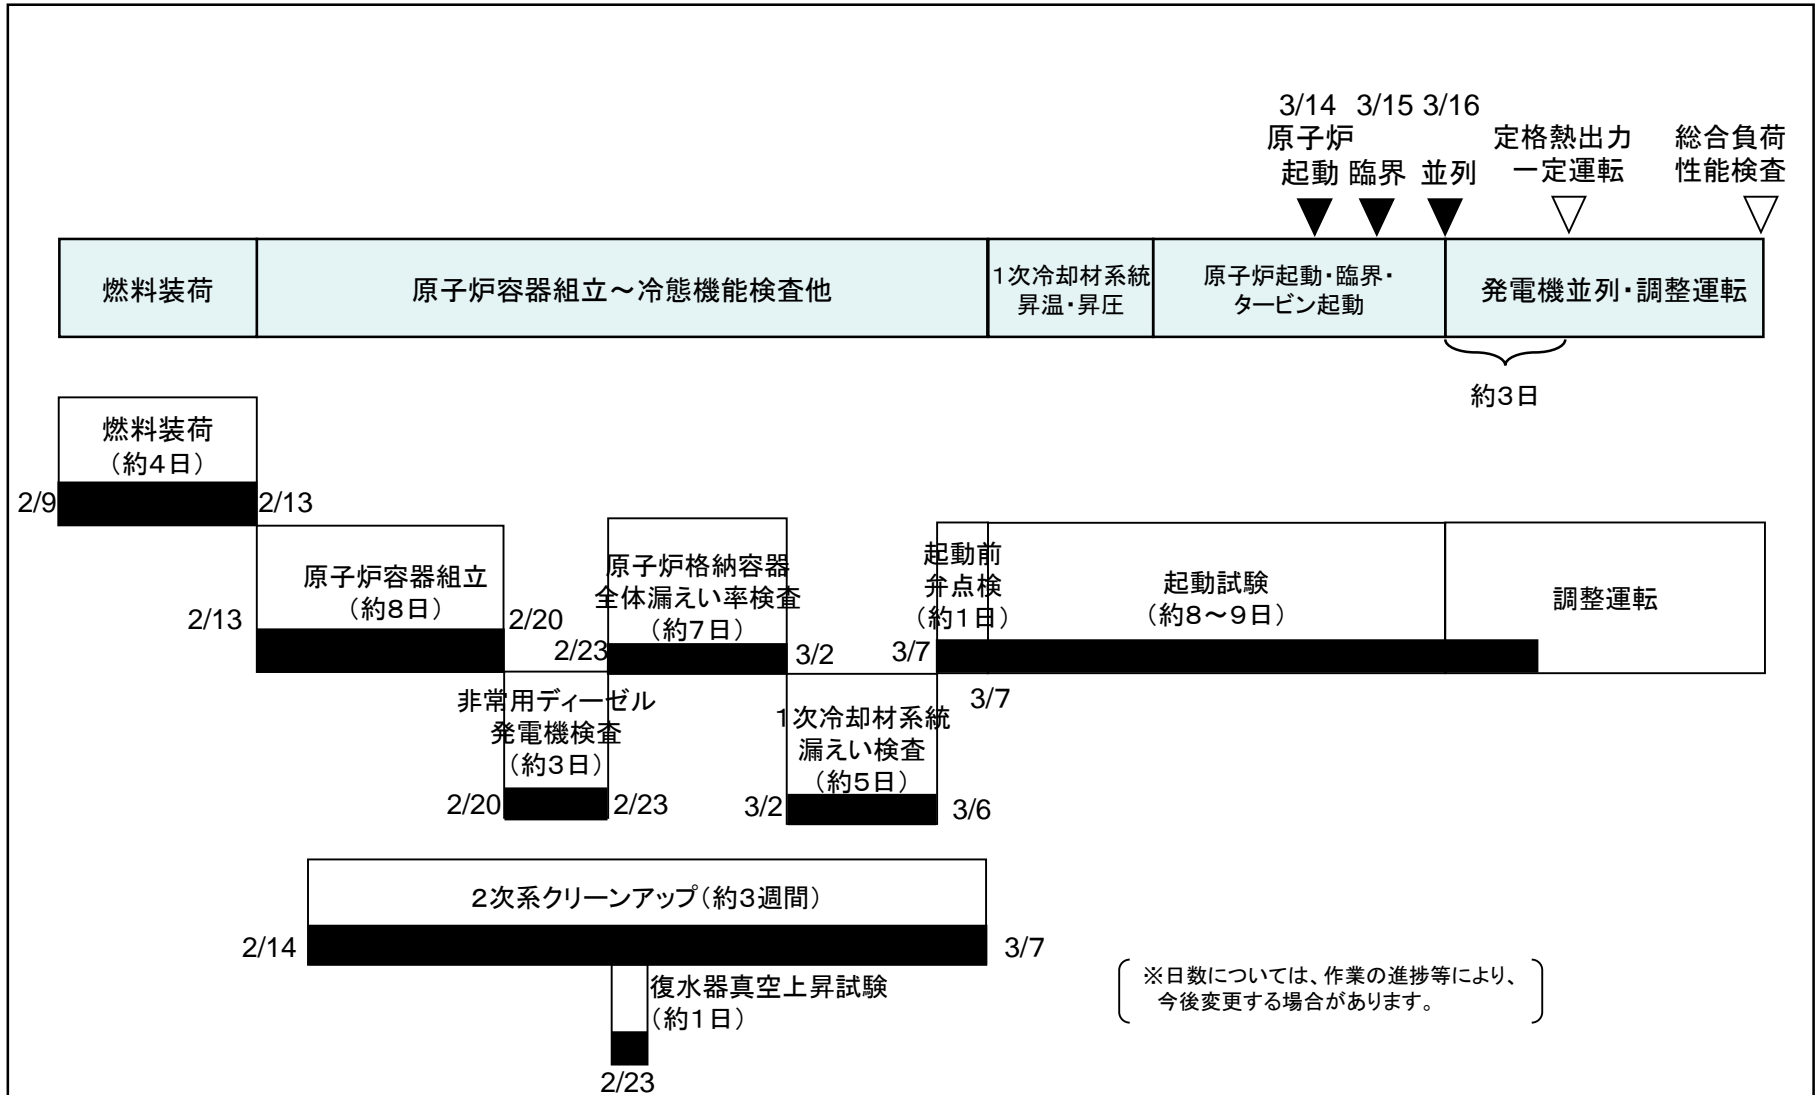 3/14 3/15 3/16
原子炉
起動 臨界 並列
定格熱出力
一定運転
総合負荷
性能検査
燃料装荷
原子炉容器組立～冷態機能検査他
1次冷却材系統
昇温・昇圧
原子炉起動・臨界・
タービン起動
発電機並列・調整運転
約3日
燃料装荷
（約4日）
2/9
2/13
原子炉容器組立
（約8日）
2/13
2/20
原子炉格納容器
全体漏えい率検査
（約7日）
2/23
3/2
起動前
弁点検
（約1日）
3/7
3/7
起動試験
（約8～9日）
調整運転
非常用ディーゼル
発電機検査
（約3日）
2/20
2/23
1次冷却材系統
漏えい検査
（約5日）
3/2
3/6
2次系クリーンアップ（約3週間）
2/14
3/7
復水器真空上昇試験
（約1日）
2/23
※日数については、作業の進捗等により、
今後変更する場合があります。